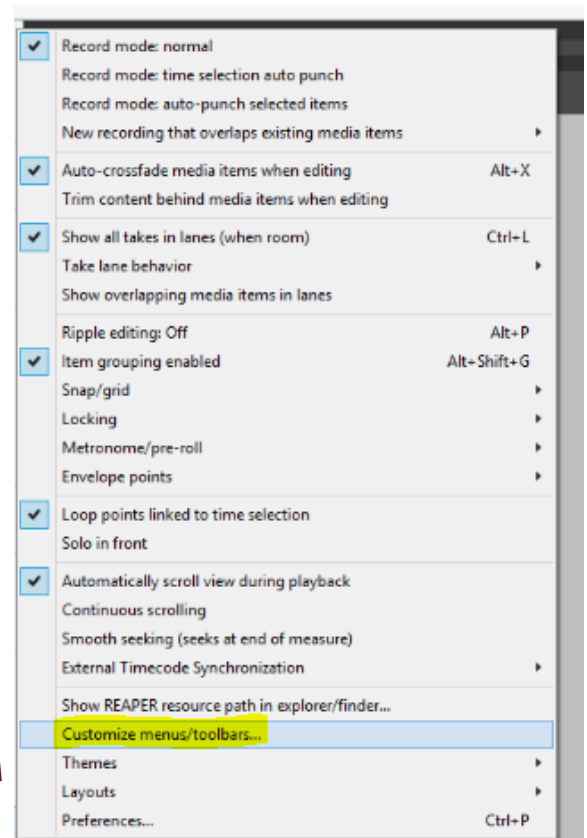 Record mode: normal
Record mode: time selection auto punch
Record mode: auto-punch selected items
New recording that overlaps existing media items
Auto-crossfade media items when editing Alt+X
Trim content behind media items when editing
Show all takes in lanes (when room) Ctrl+L
Take lane behavior
Show overlapping media items in lanes
Ripple editing: Off Alt+P
Item grouping enabled Alt+Shift+G
Snap/grid
Locking
Metronome/pre-roll
Envelope points
Loop points linked to time selection
Solo in front
Automatically scroll view during playback
Continuous scrolling
Smooth seeking (seeks at end of measure)
External Timecode Synchronization
Show REAPER resource path in explorer/finder...
Customize menus/toolbars...
Themes
Layouts
Preferences... Ctrl+P